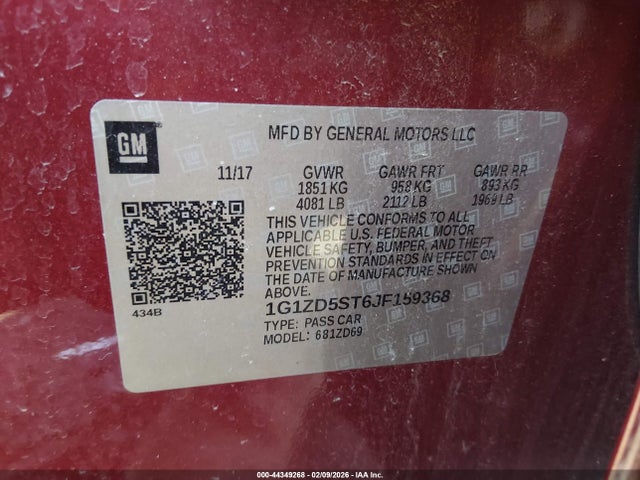 GM
MFD BY GENERAL MOTORS LLC
11/17 GVWR GAWR FRT GAWR RR
1851 KG 958 KG 893 KG
4081 LB 2112 LB 1969 LB
THIS VEHICLE CONFORMS TO ALL
APPLICABLE U.S. FEDERAL MOTOR
VEHICLE SAFETY, BUMPER, AND THEFT
PREVENTION STANDARDS IN EFFECT ON
THE DATE OF MANUFACTURE SHOWN
ABOVE.
1G1ZD5ST6JF159368
TYPE: PASS CAR
MODEL: 681ZD69
434B
000-44349268 - 02/09/2026 - IAA Inc.